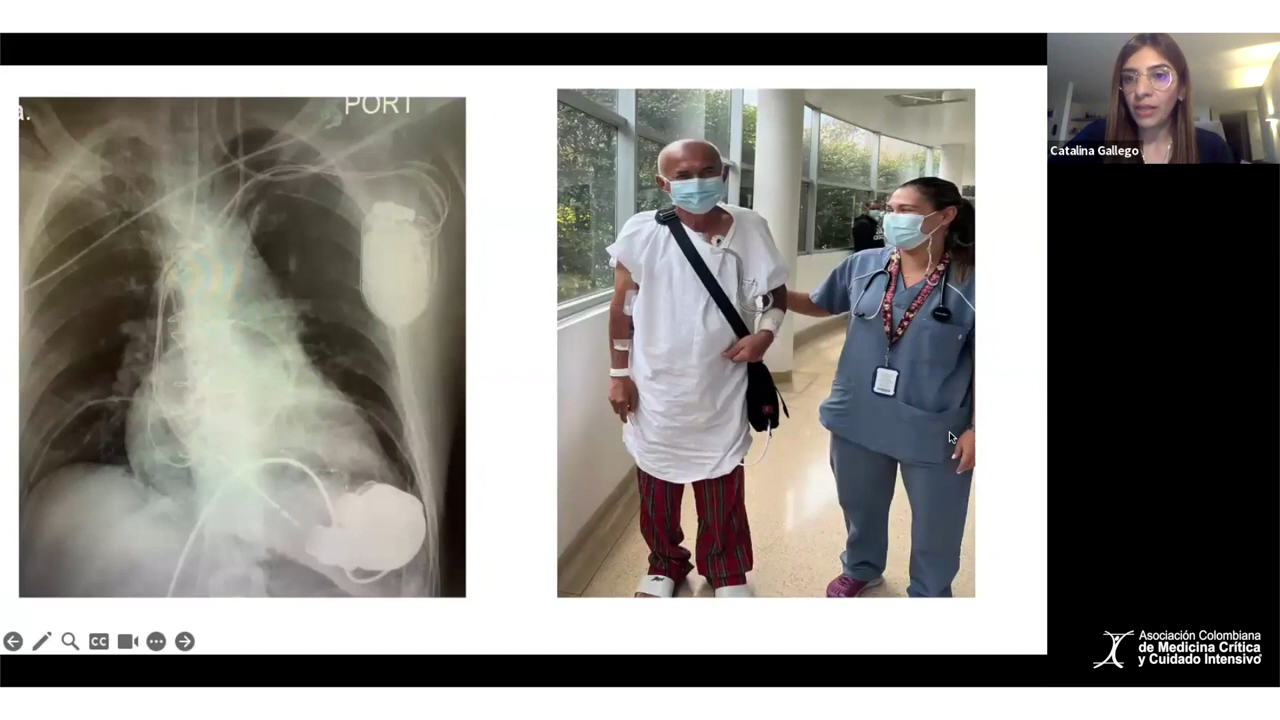 a.
PORT
Catalina Gallego
CC
Asociación Colombiana
de Medicina Crítica
y Cuidado Intensivo